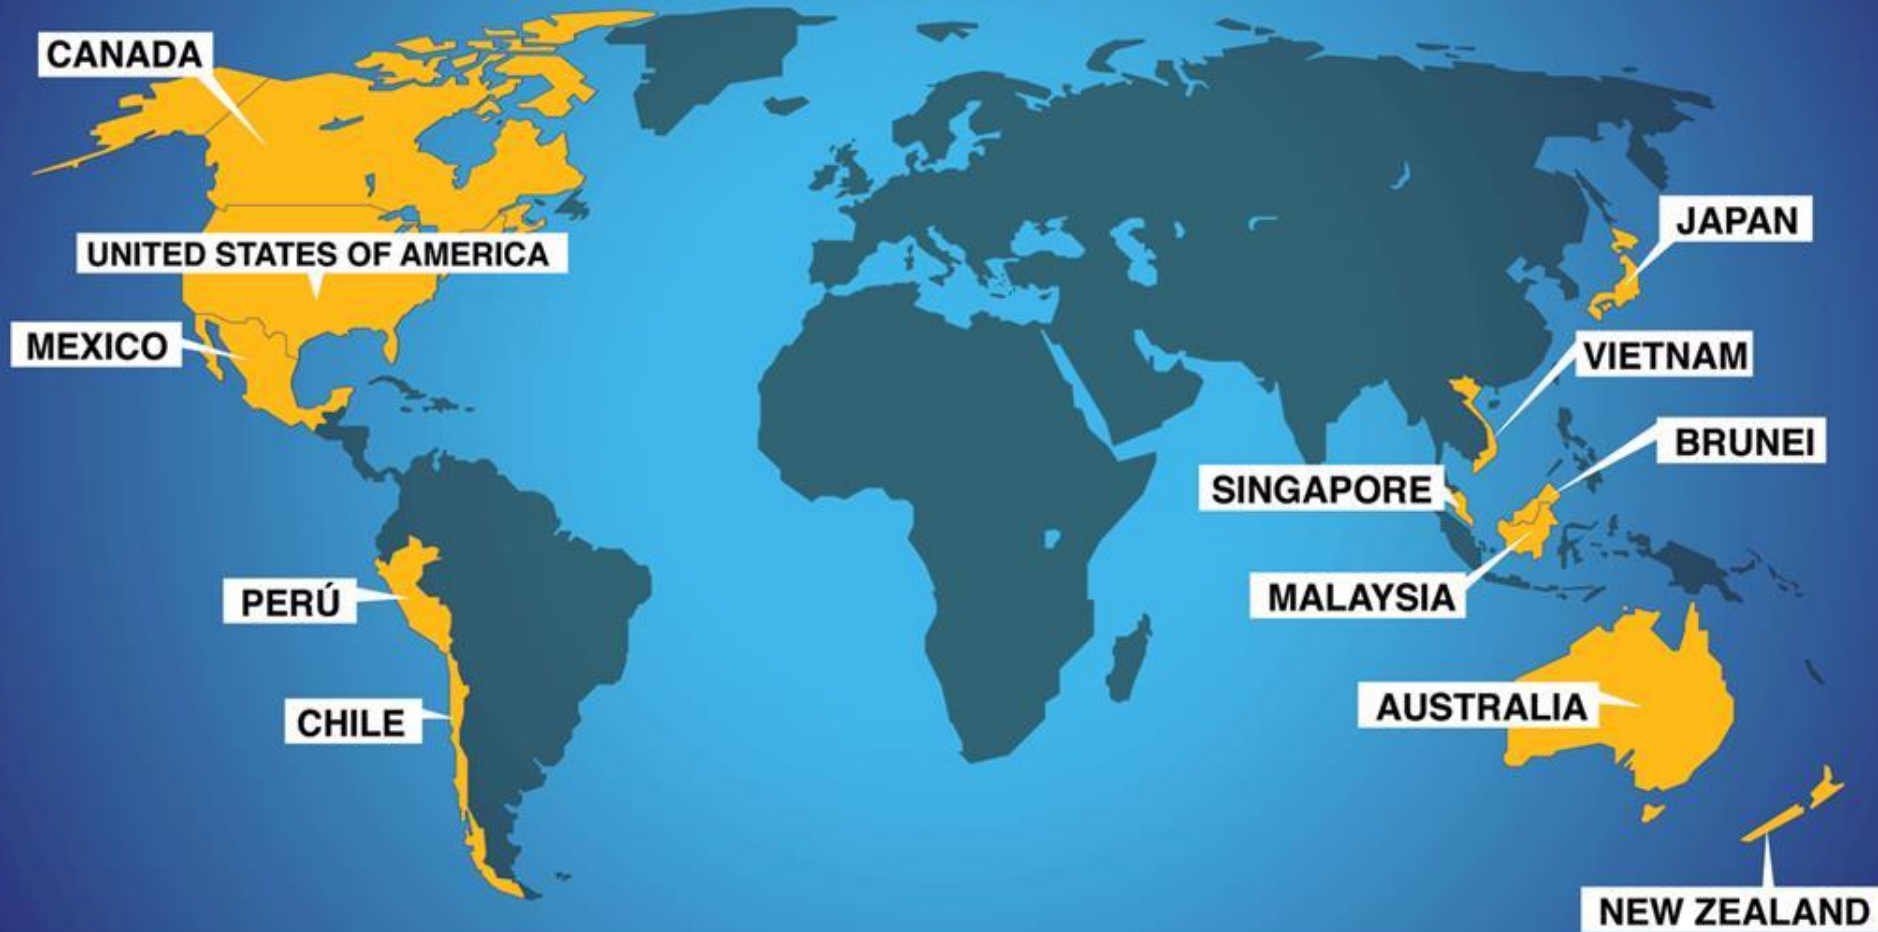 CANADA
UNITED STATES OF AMERICA
MEXICO
PERÚ
CHILE
JAPAN
VIETNAM
BRUNEI
SINGAPORE
MALAYSIA
AUSTRALIA
NEW ZEALAND